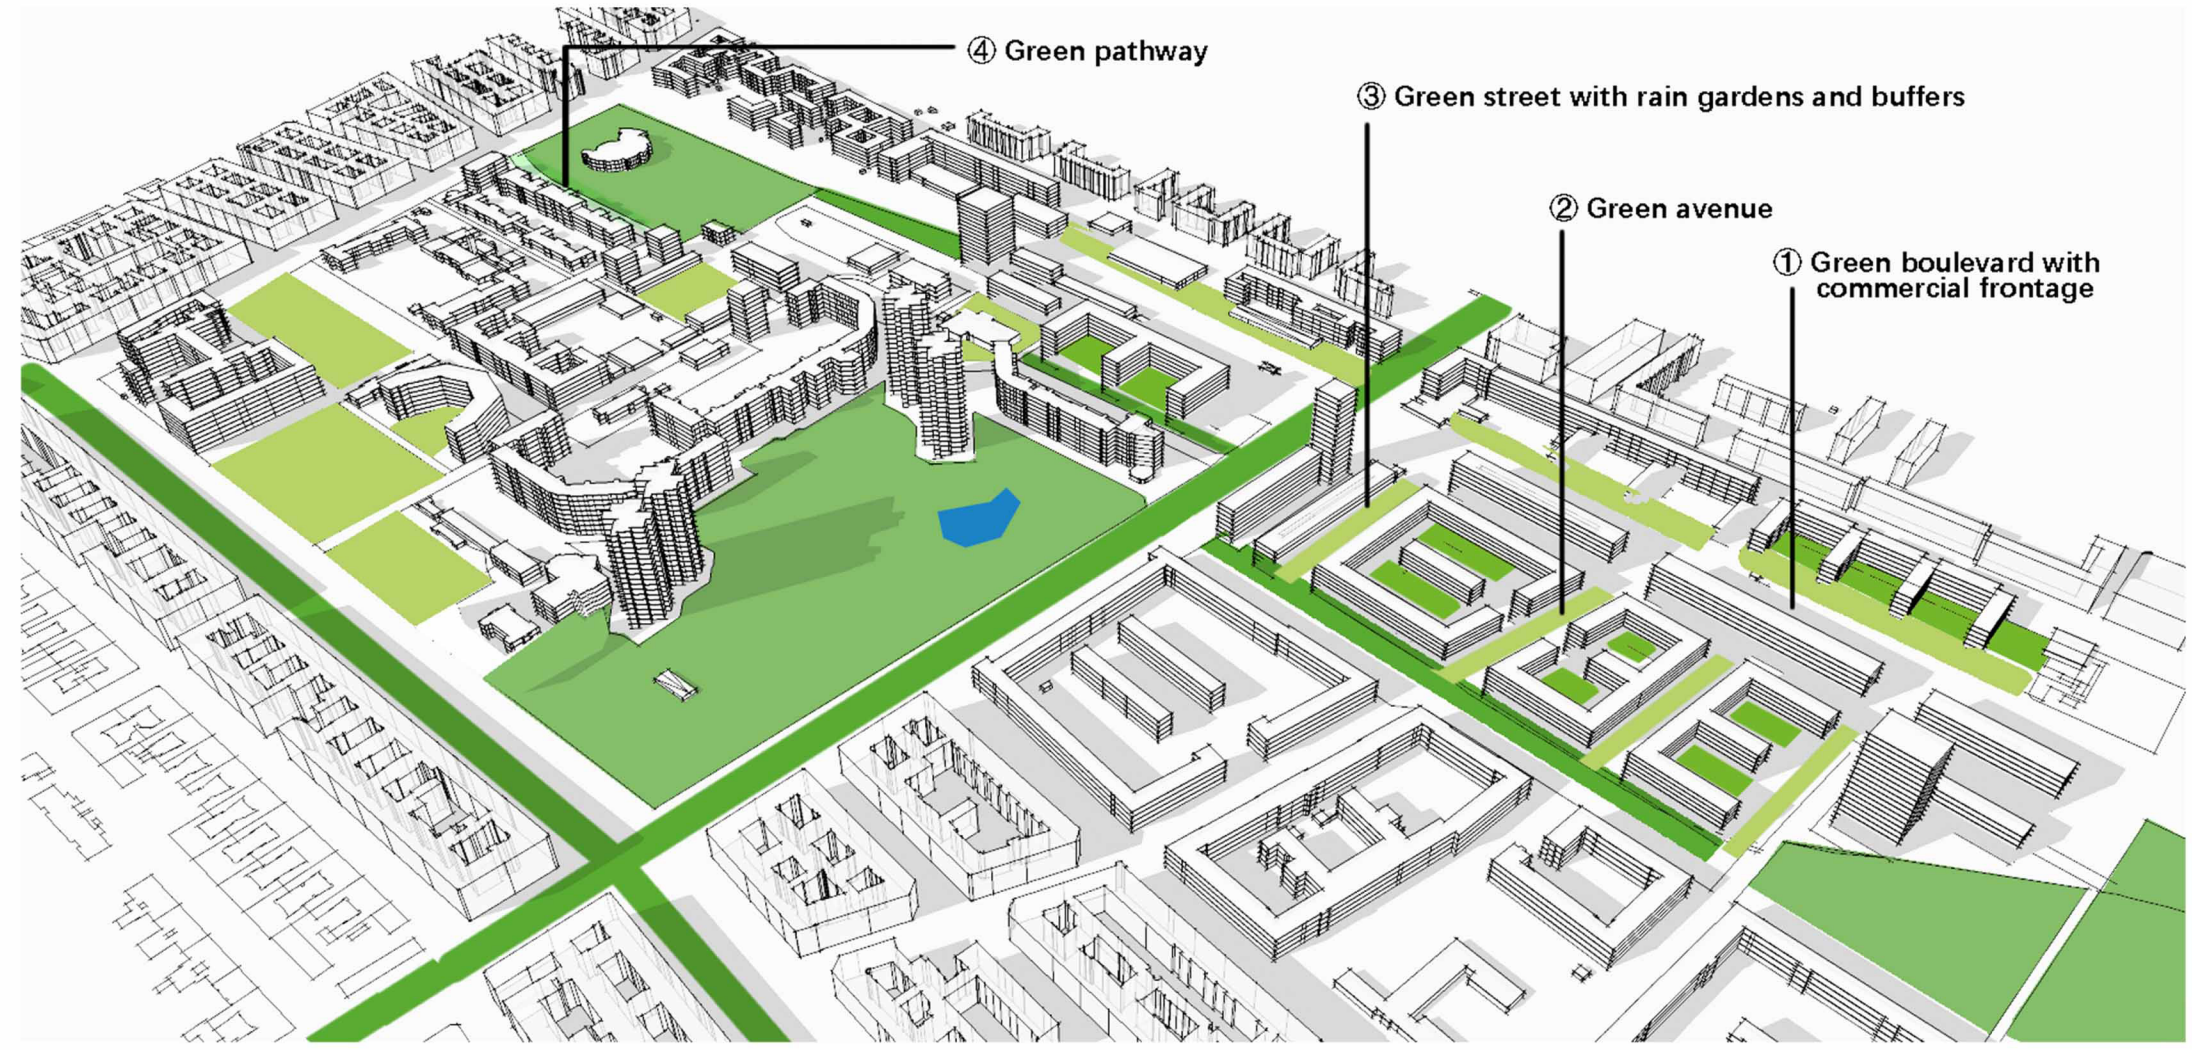 ④ Green pathway
③ Green street with rain gardens and buffers
② Green avenue
① Green boulevard with
commercial frontage